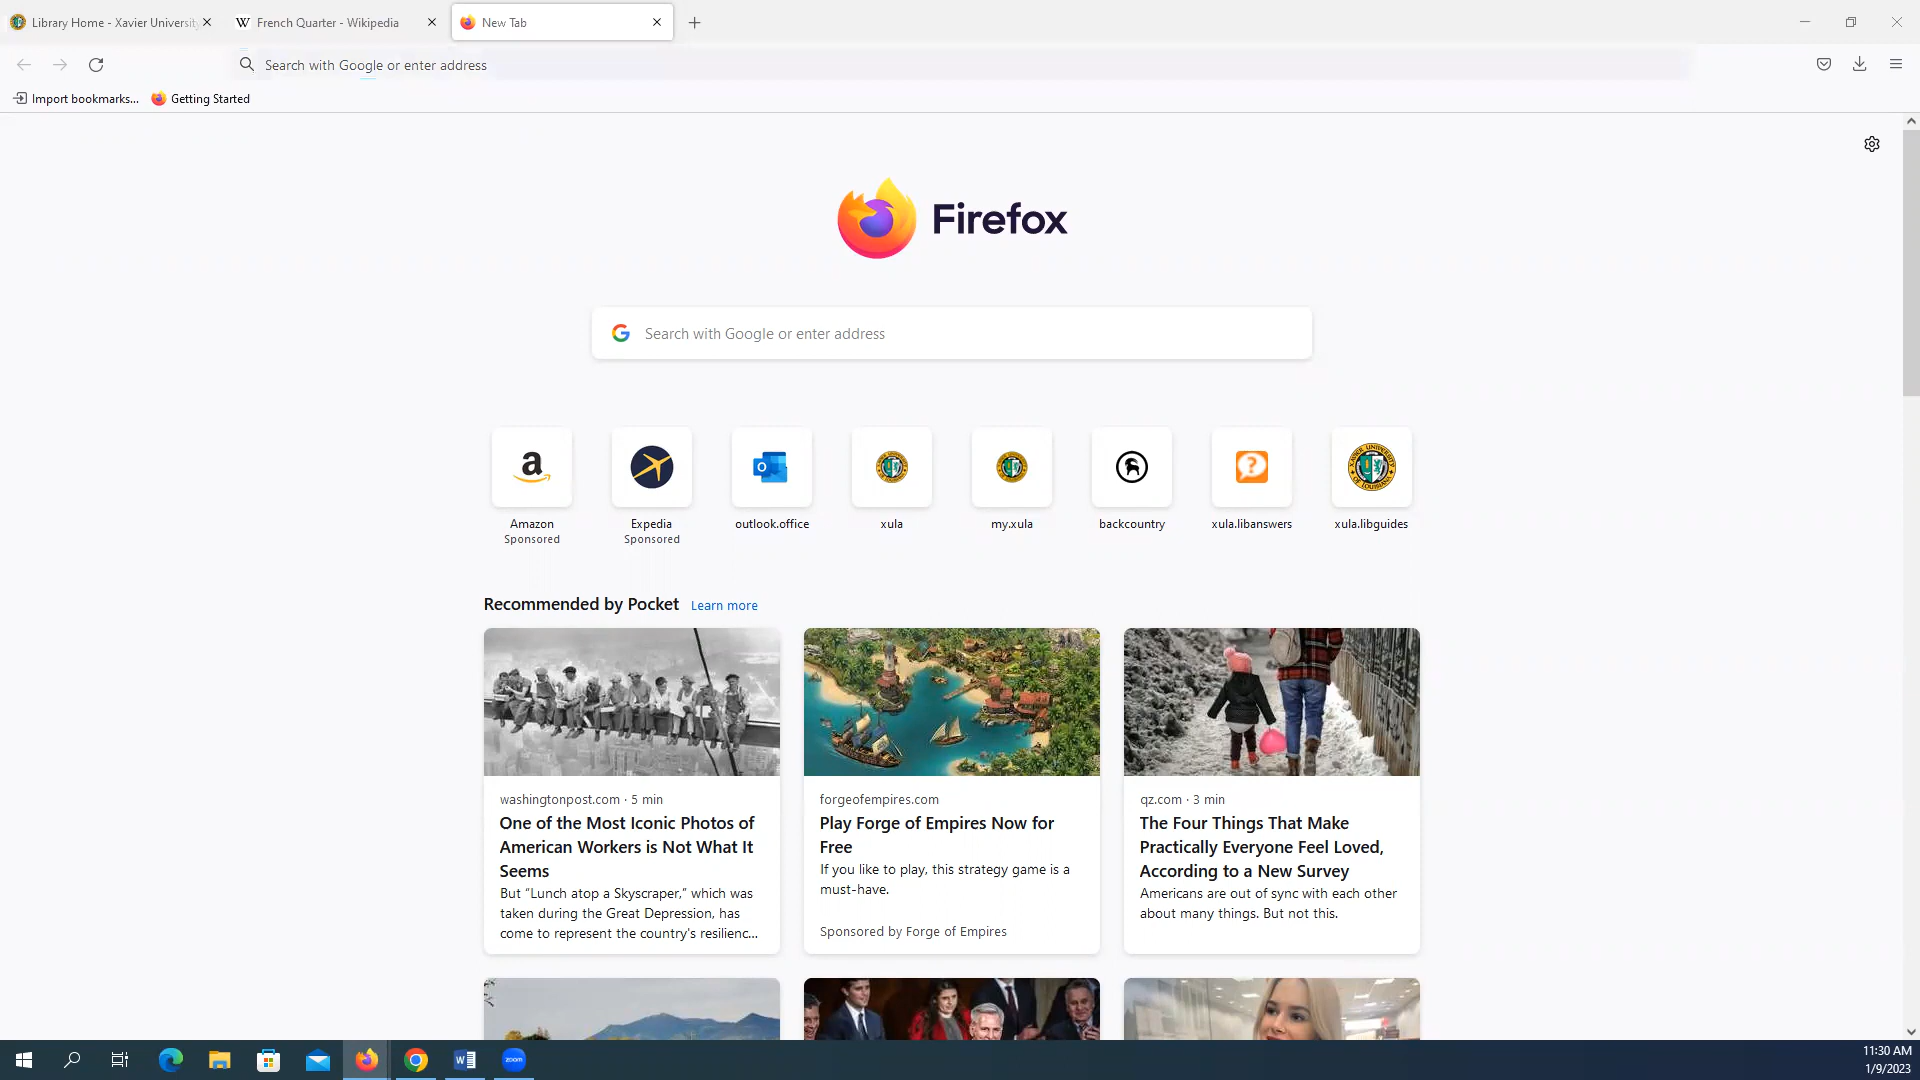 Library Home - Xavier University
French Quarter - Wikipedia
New Tab
Search with Google or enter address
Import bookmarks...
Getting Started
Firefox
Search with Google or enter address
Amazon
Sponsored
Expedia
Sponsored
outlook.office
xula
my.xula
backcountry
xula.libanswers
xula.libguides
Recommended by Pocket Learn more
washingtonpost.com · 5 min
One of the Most Iconic Photos of
American Workers is Not What It
Seems
But “Lunch atop a Skyscraper,” which was
taken during the Great Depression, has
come to represent the country's resilienc...
forgeofempires.com
Play Forge of Empires Now for
Free
If you like to play, this strategy game is a
must-have.
Sponsored by Forge of Empires
qz.com · 3 min
The Four Things That Make
Practically Everyone Feel Loved,
According to a New Survey
Americans are out of sync with each other
about many things. But not this.
zoom
11:30 AM
1/9/2023